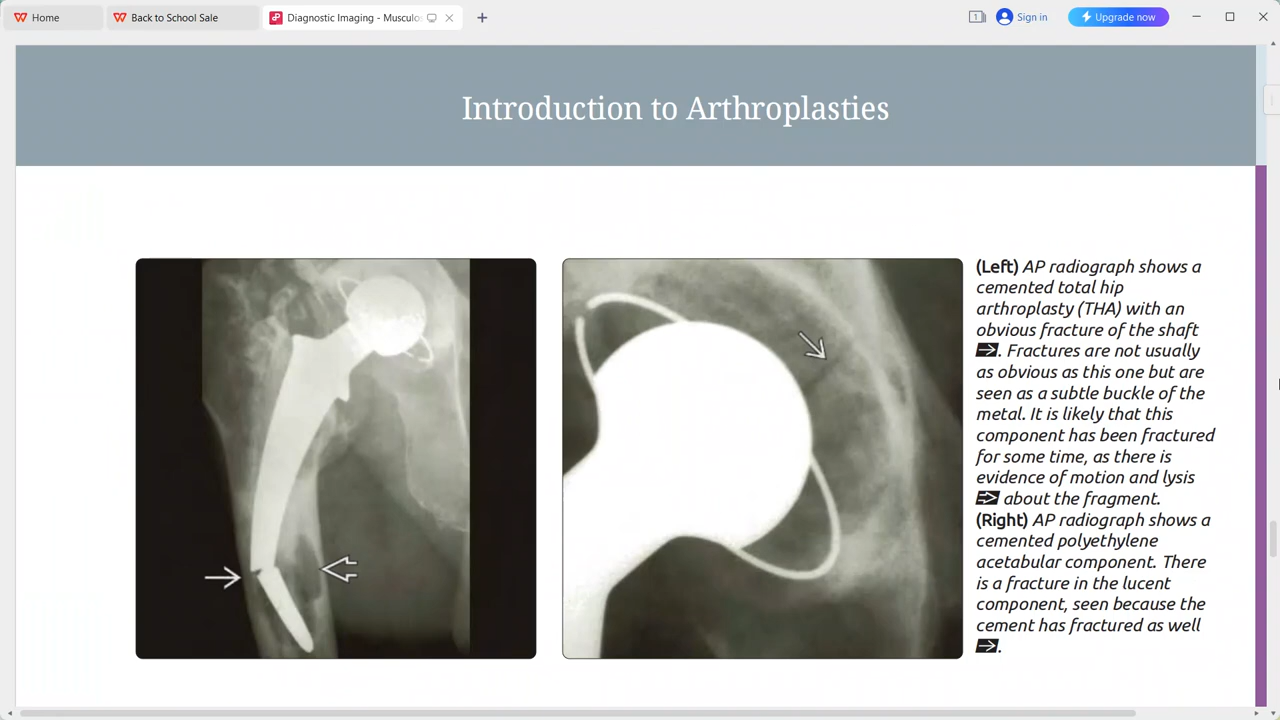 Home
Back to School Sale
Diagnostic Imaging - Musculo
1
Sign in
Upgrade now
Introduction to Arthroplasties
(Left) AP radiograph shows a
cemented total hip
arthroplasty (THA) with an
obvious fracture of the shaft
. Fractures are not usually
as obvious as this one but are
seen as a subtle buckle of the
metal. It is likely that this
component has been fractured
for some time, as there is
evidence of motion and lysis
about the fragment.
(Right) AP radiograph shows a
cemented polyethylene
acetabular component. There
is a fracture in the lucent
component, seen because the
cement has fractured as well
.